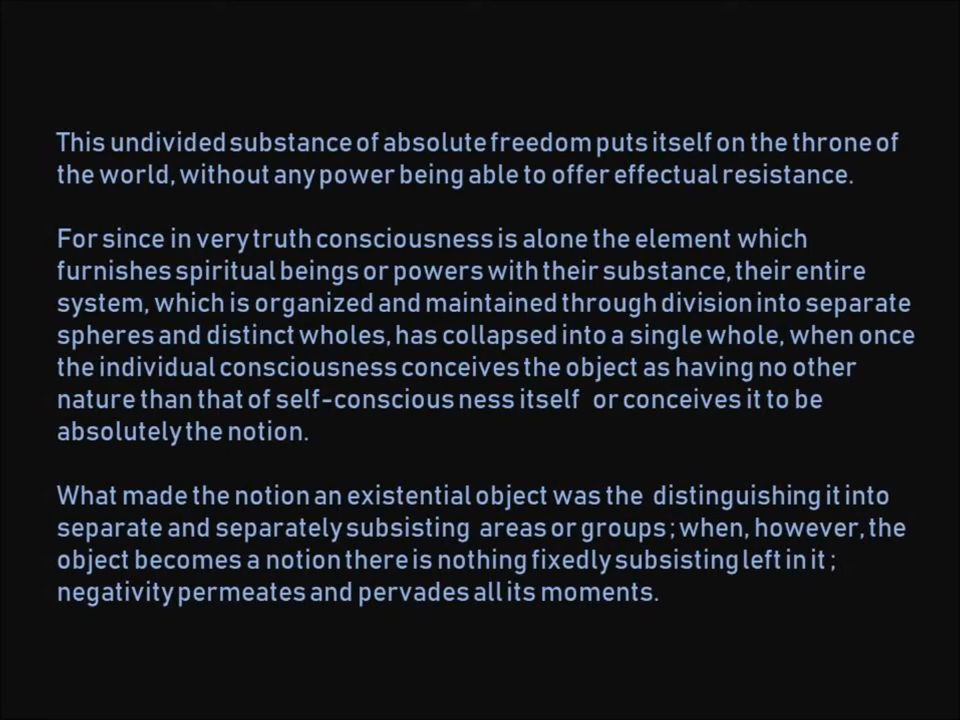 This undivided substance of absolute freedom puts itself on the throne of
the world, without any power being able to offer effectual resistance.
For since in very truth consciousness is alone the element which
furnishes spiritual beings or powers with their substance, their entire
system, which is organized and maintained through division into separate
spheres and distinct wholes, has collapsed into a single whole, when once
the individual consciousness conceives the object as having no other
nature than that of self-conscious ness itself or conceives it to be
absolutely the notion.
What made the notion an existential object was the distinguishing it into
separate and separately subsisting areas or groups ; when, however, the
object becomes a notion there is nothing fixedly subsisting left in it ;
negativity permeates and pervades all its moments.